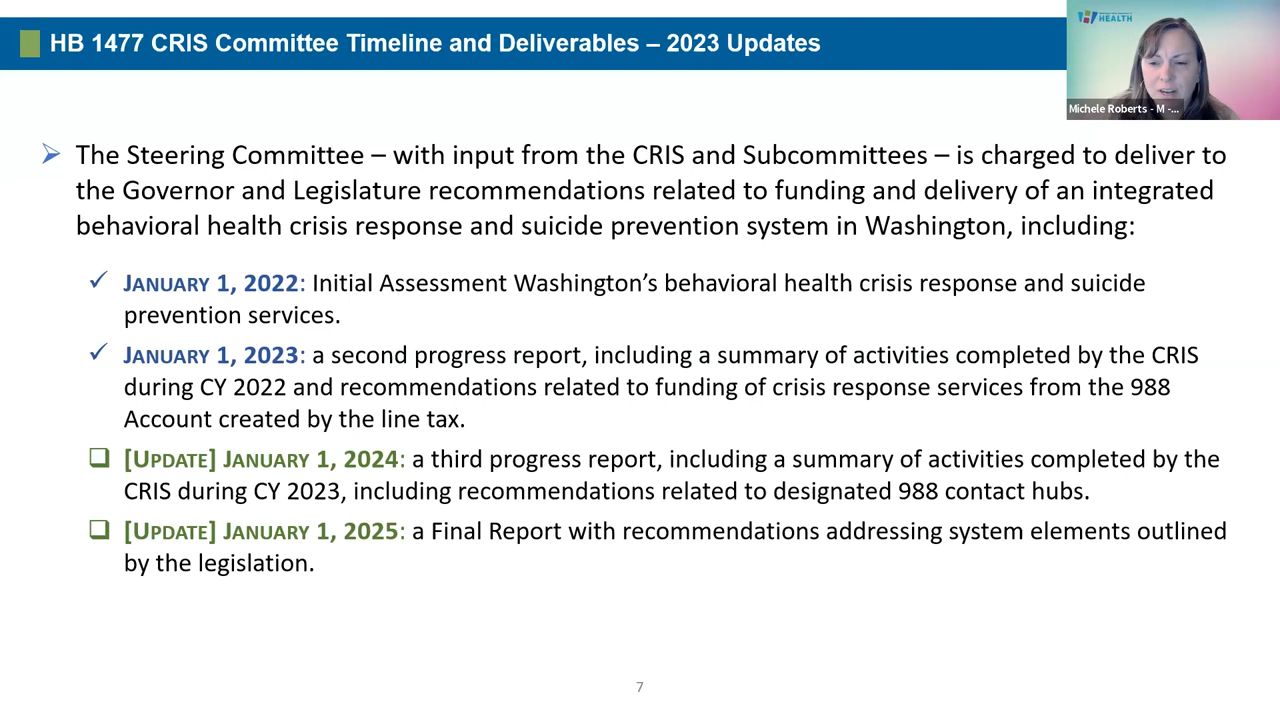 HB 1477 CRIS Committee Timeline and Deliverables – 2023 Updates
HEALTH
Michele Roberts - M -...
➢ The Steering Committee – with input from the CRIS and Subcommittees – is charged to deliver to
the Governor and Legislature recommendations related to funding and delivery of an integrated
behavioral health crisis response and suicide prevention system in Washington, including:
✓ January 1, 2022: Initial Assessment Washington’s behavioral health crisis response and suicide
prevention services.
✓ January 1, 2023: a second progress report, including a summary of activities completed by the CRIS
during CY 2022 and recommendations related to funding of crisis response services from the 988
Account created by the line tax.
❑ [Update] January 1, 2024: a third progress report, including a summary of activities completed by the
CRIS during CY 2023, including recommendations related to designated 988 contact hubs.
❑ [Update] January 1, 2025: a Final Report with recommendations addressing system elements outlined
by the legislation.
7